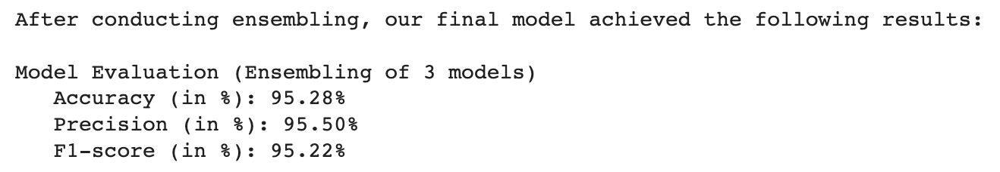 After conducting ensembling, our final model achieved the following results:
Model Evaluation (Ensembling of 3 models)
Accuracy (in %): 95.28%
Precision (in %): 95.50%
F1-score (in %): 95.22%